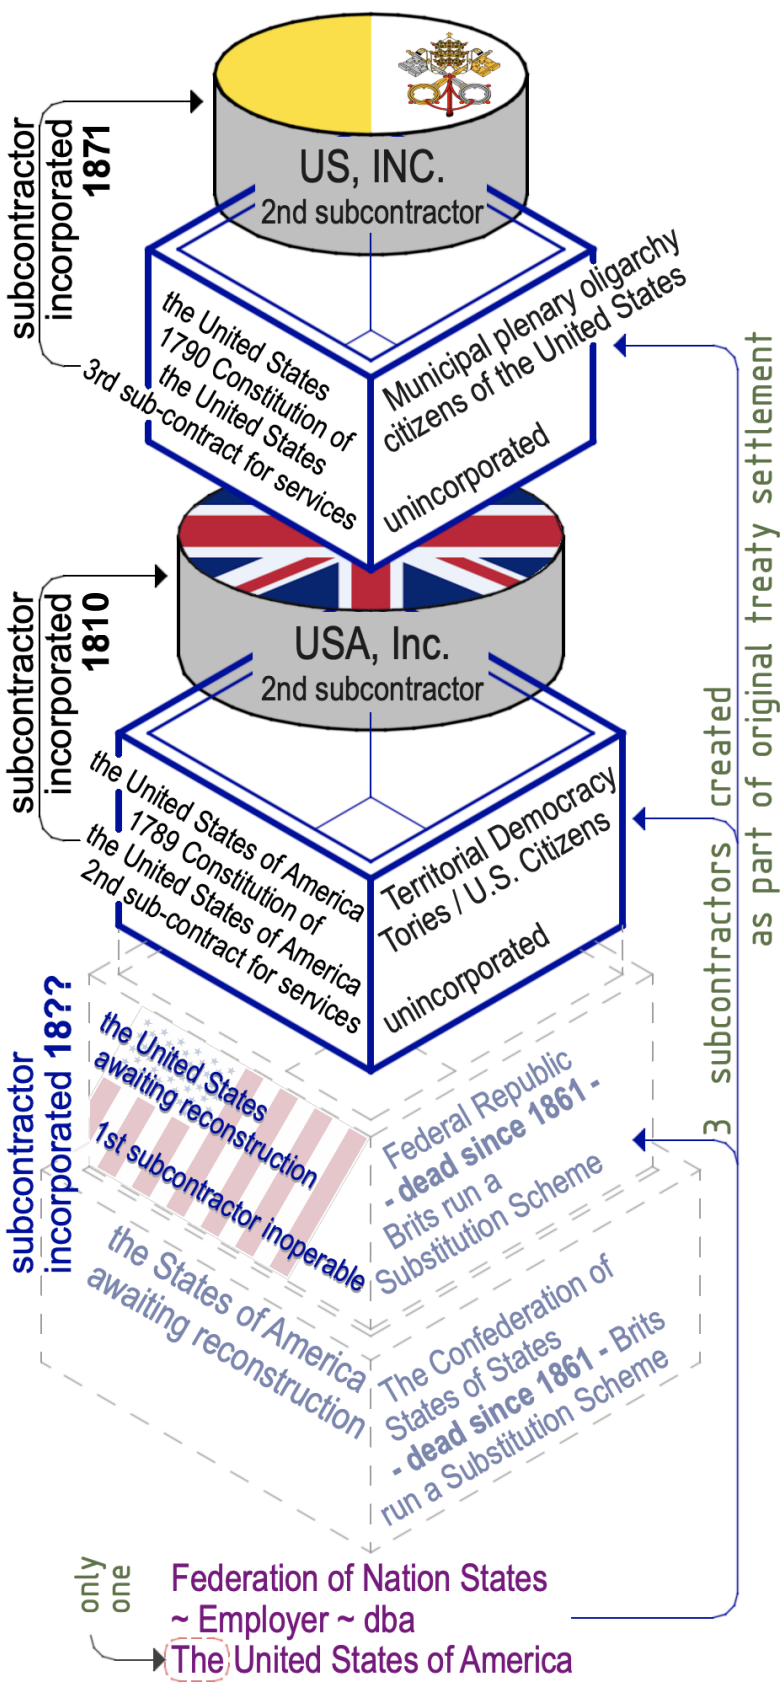 subcontractor
incorporated
1871
US, INC.
2nd subcontractor
the United States
1790 Constitution of
the United States
3rd sub-contract for services
Municipal plenary oligarchy
citizens of the United States
unincorporated
subcontractor
incorporated
1810
USA, Inc.
2nd subcontractor
the United States of America
1789 Constitution of
the United States of America
2nd sub-contract for services
Territorial Democracy
Tories / U.S. Citizens
unincorporated
3 subcontractors created
as part of original treaty settlement
subcontractor
incorporated 18??
the United States
awaiting reconstruction
1st subcontractor inoperable
Federal Republic
- dead since 1861 -
Brits run a
Substitution Scheme
the States of America
awaiting reconstruction
The Confederation of
States of States
- dead since 1861 - Brits
run a Substitution Scheme
only
one
Federation of Nation States
~ Employer ~ dba
The United States of America